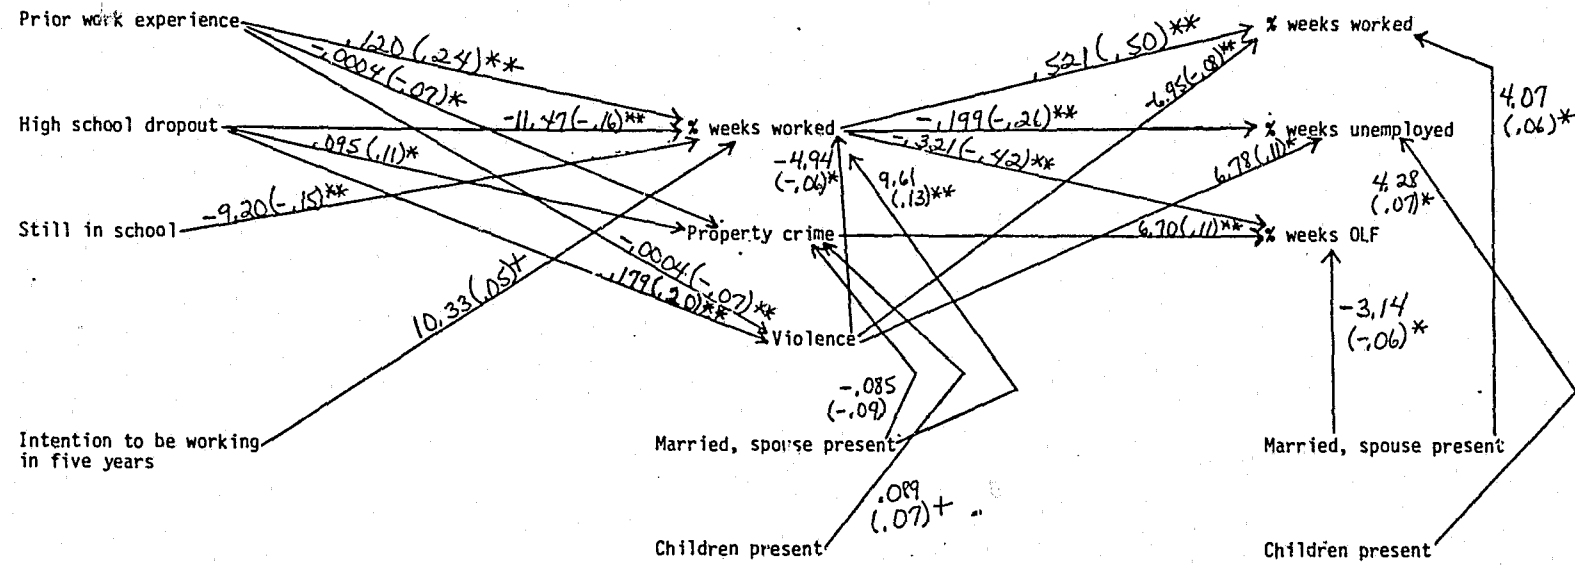 Prior work experience
.120 (.24)**
-.0004 (-.07)*
High school dropout
-11.47 (-.16)**
.095 (.11)*
Still in school
-9.20 (-.15)**
-.0004 (-.07)**
.179 (.20)**
Intention to be working
in five years
10.33 (.05)+
% weeks worked
Property crime
Violence
-4.94
(-.06)*
9.61
(.13)**
-.085
(-.09)
Married, spouse present
.089
(.07)+
Children present
.521 (.50)**
-6.95 (-.08)**
-.199 (-.26)**
-.321 (-.42)**
6.78 (.11)*
6.70 (.11)**
% weeks worked
% weeks unemployed
% weeks OLF
4.07
(.06)*
4.28
(.07)*
-3.14
(-.06)*
Married, spouse present
Children present